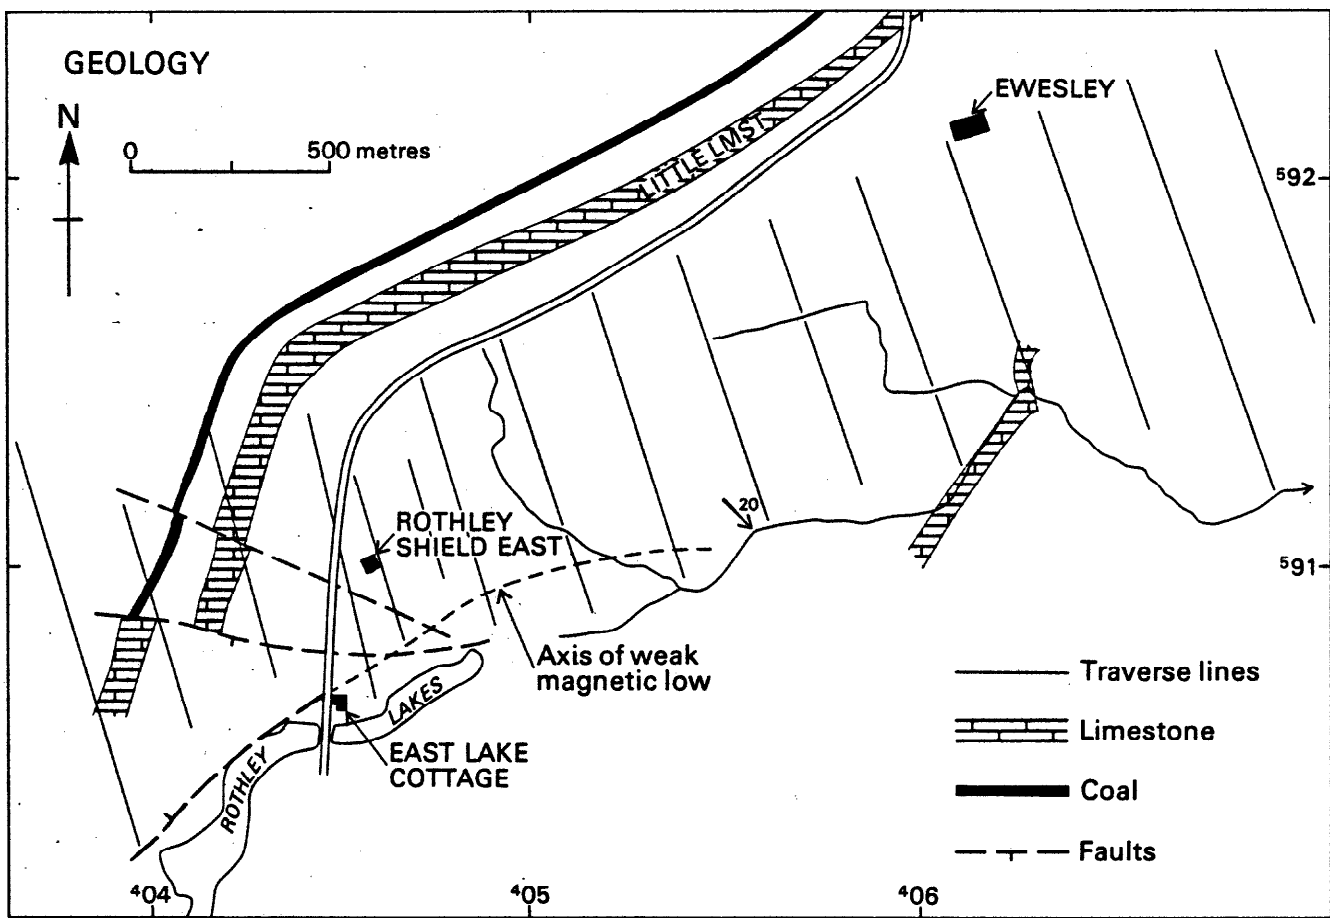 GEOLOGY
N
0 500 metres
EWESLEY
LITTLE LMST
⁵92
20
ROTHLEY
SHIELD EAST
⁵91
Axis of weak
magnetic low
Traverse lines
LAKES
Limestone
ROTHLEY
EAST LAKE
COTTAGE
Coal
Faults
⁴04
⁴05
⁴06